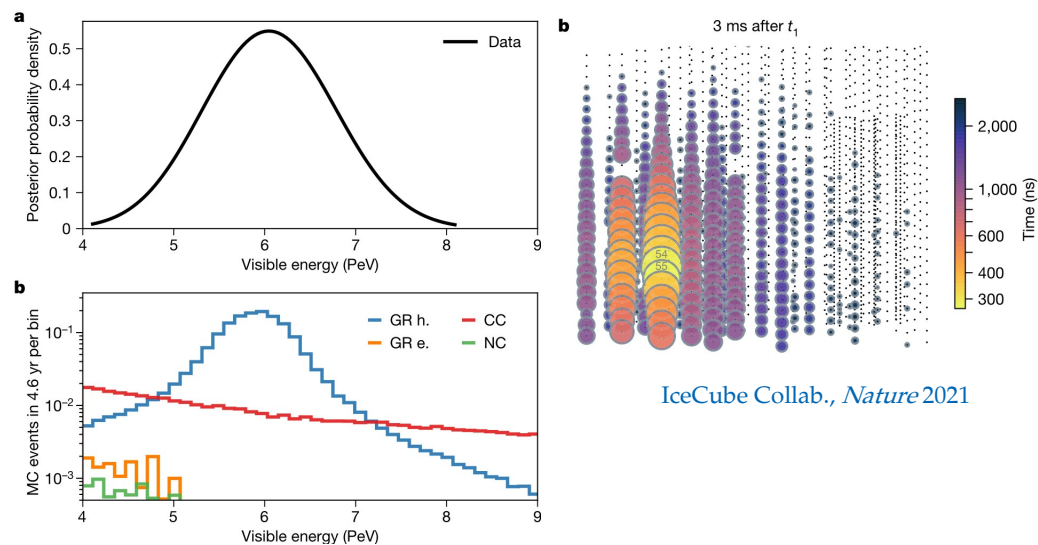 a
Posterior probability density
0.5
0.4
0.3
0.2
0.1
0
Data
4 5 6 7 8 9
Visible energy (PeV)
b
MC events in 4.6 yr per bin
10⁻¹
10⁻²
10⁻³
GR h. CC
GR e. NC
4 5 6 7 8 9
Visible energy (PeV)
b
3 ms after t₁
54
55
2,000
1,000
600
400
300
Time (ns)
IceCube Collab., Nature 2021